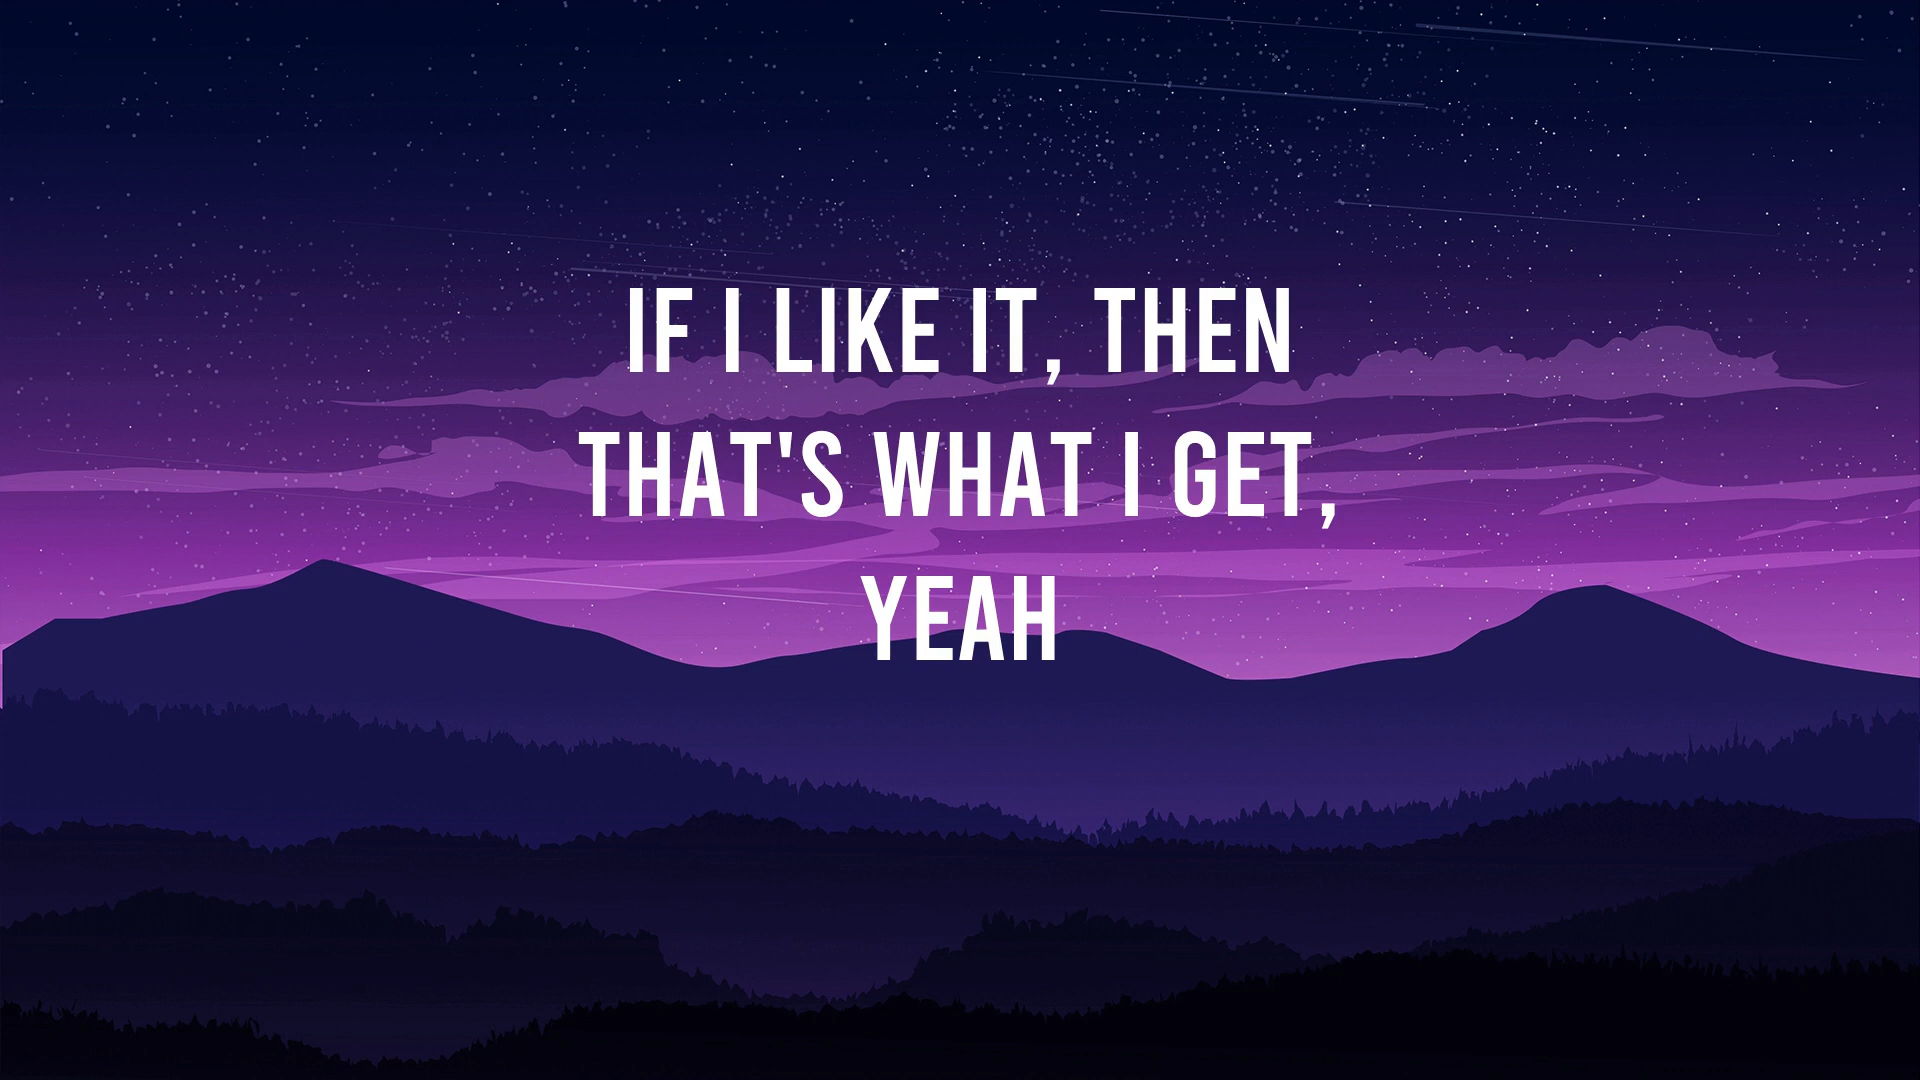 IF I LIKE IT, THEN
THAT'S WHAT I GET,
YEAH